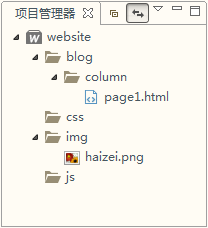 项目管理器
website
blog
column
page1.html
css
img
haizei.png
js